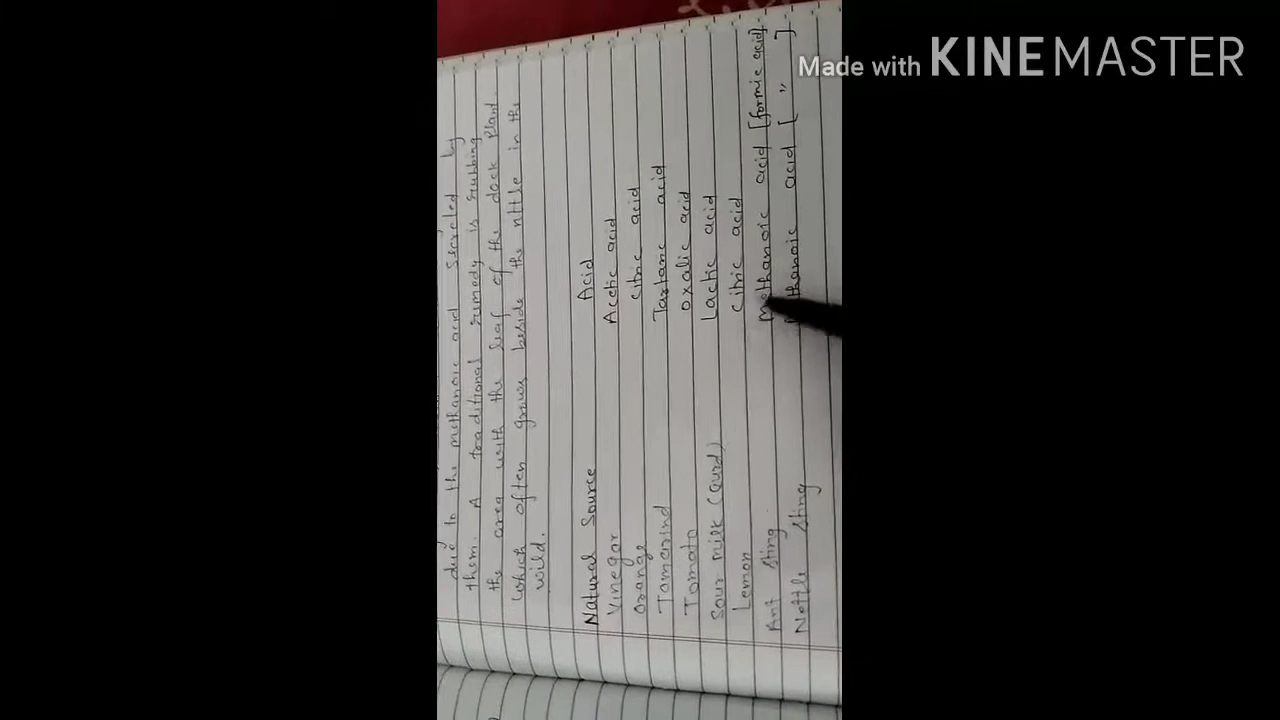 Made with KINEMASTER
due to the methanoic acid secreted by
them. A traditional remedy is rubbing
the area with the leaf of the dock plant
which often grows beside the nttle in the
wild.
Natural Source Acid
Vinegar Acetic acid
Orange Citric acid
Tamarind Tartaric acid
Tomato Oxalic acid
Sour milk (Curd) Lactic acid
Lemon Citric acid
Ant sting Methanoic acid [formic acid]
Nettle sting Methanoic acid [ " ]